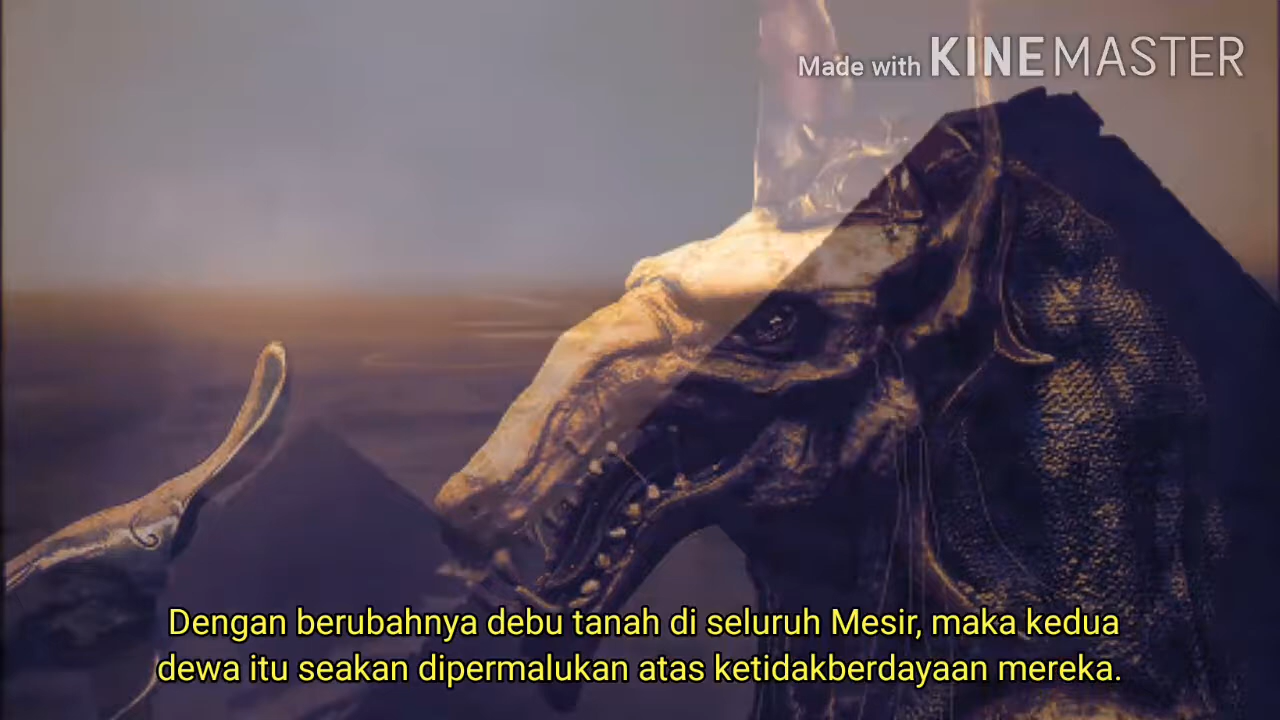 Made with KINEMASTER
Dengan berubahnya debu tanah di seluruh Mesir, maka kedua
dewa itu seakan dipermalukan atas ketidakberdayaan mereka.